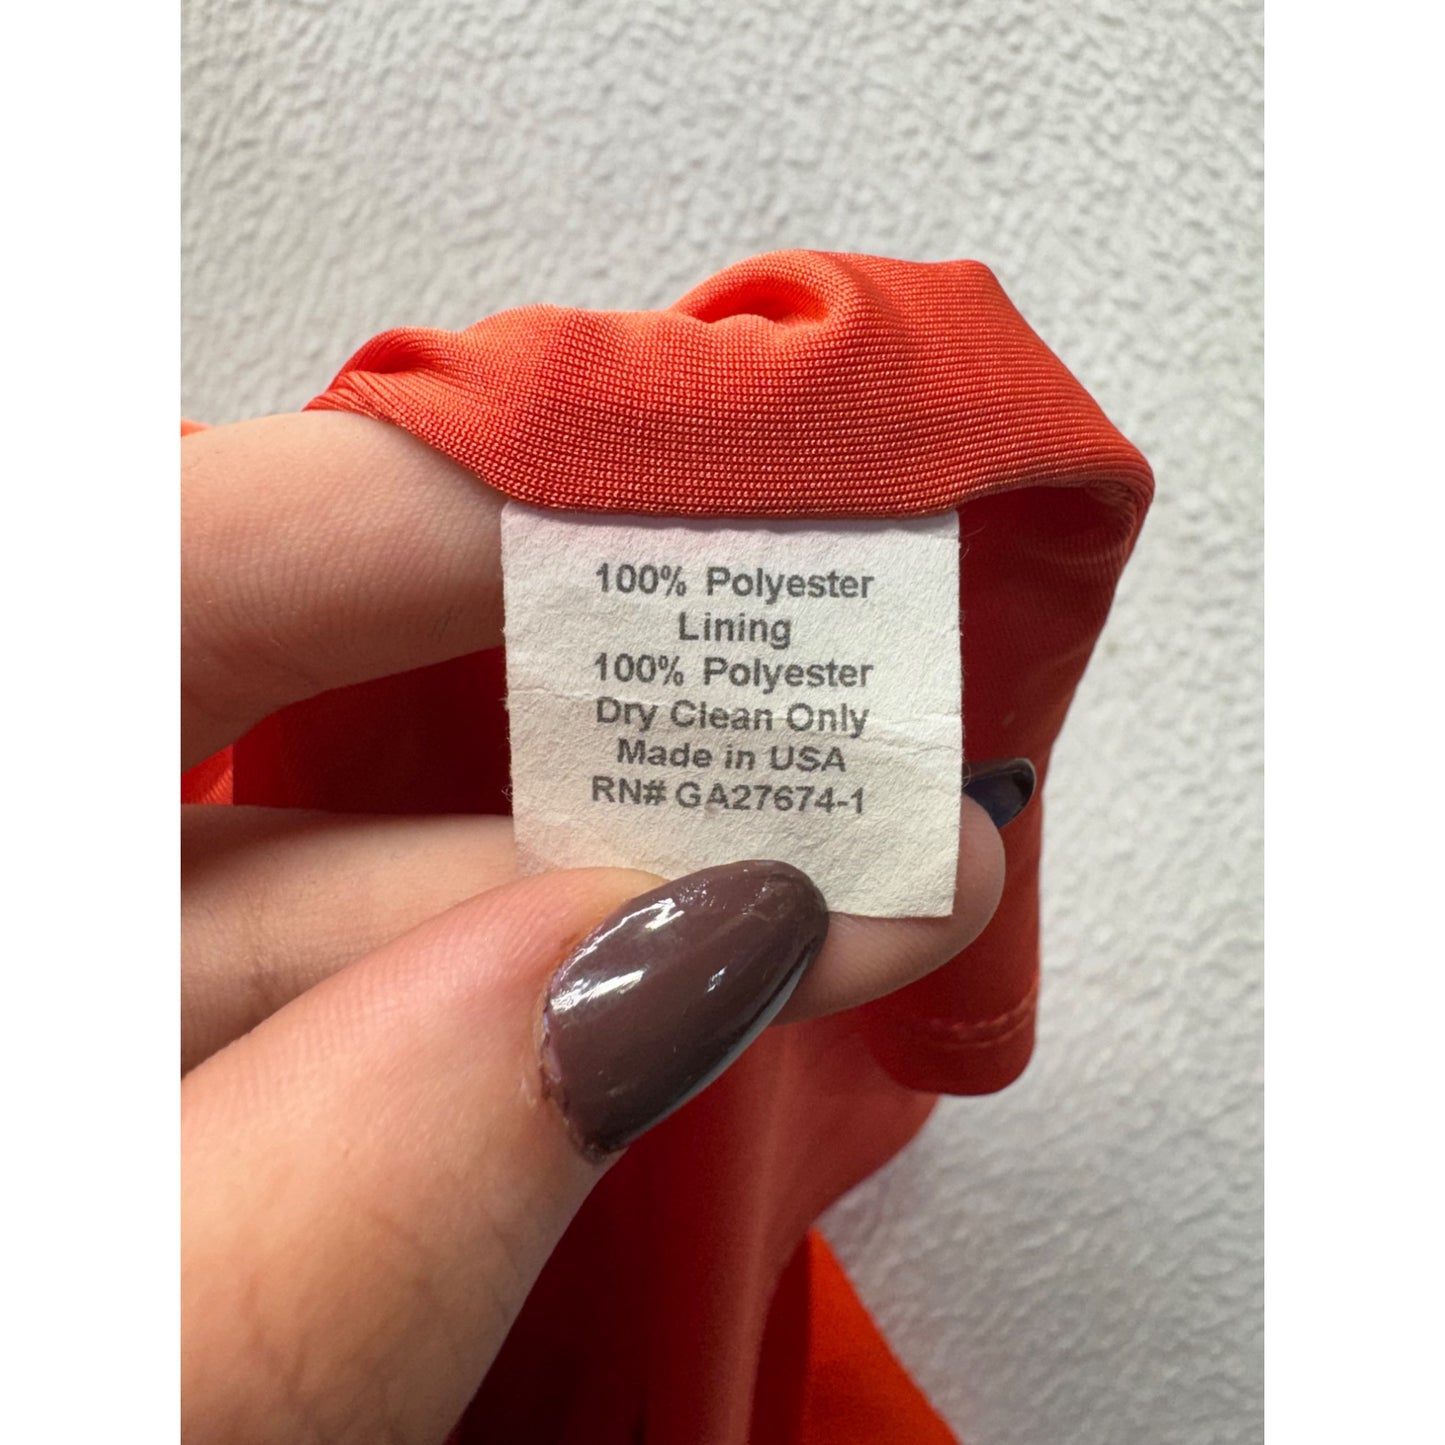 100% Polyester
Lining
100% Polyester
Dry Clean Only
Made in USA
RN# GA27674-1